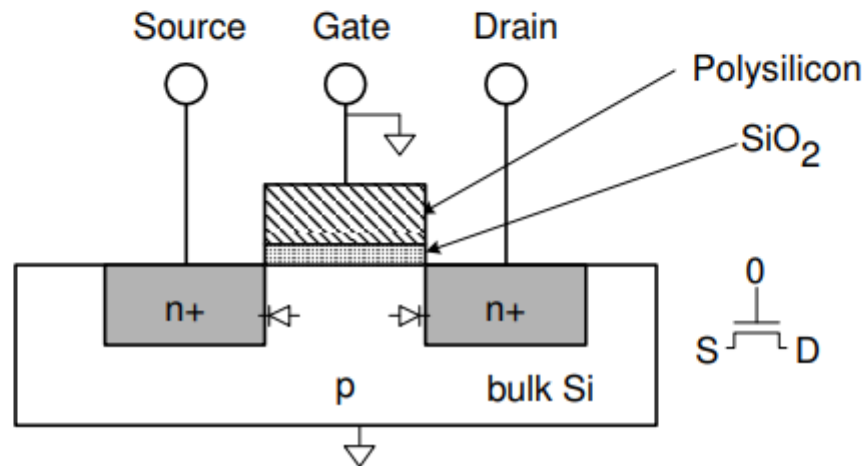 Source Gate Drain
Polysilicon
SiO2
n+ n+
0
S D
p bulk Si